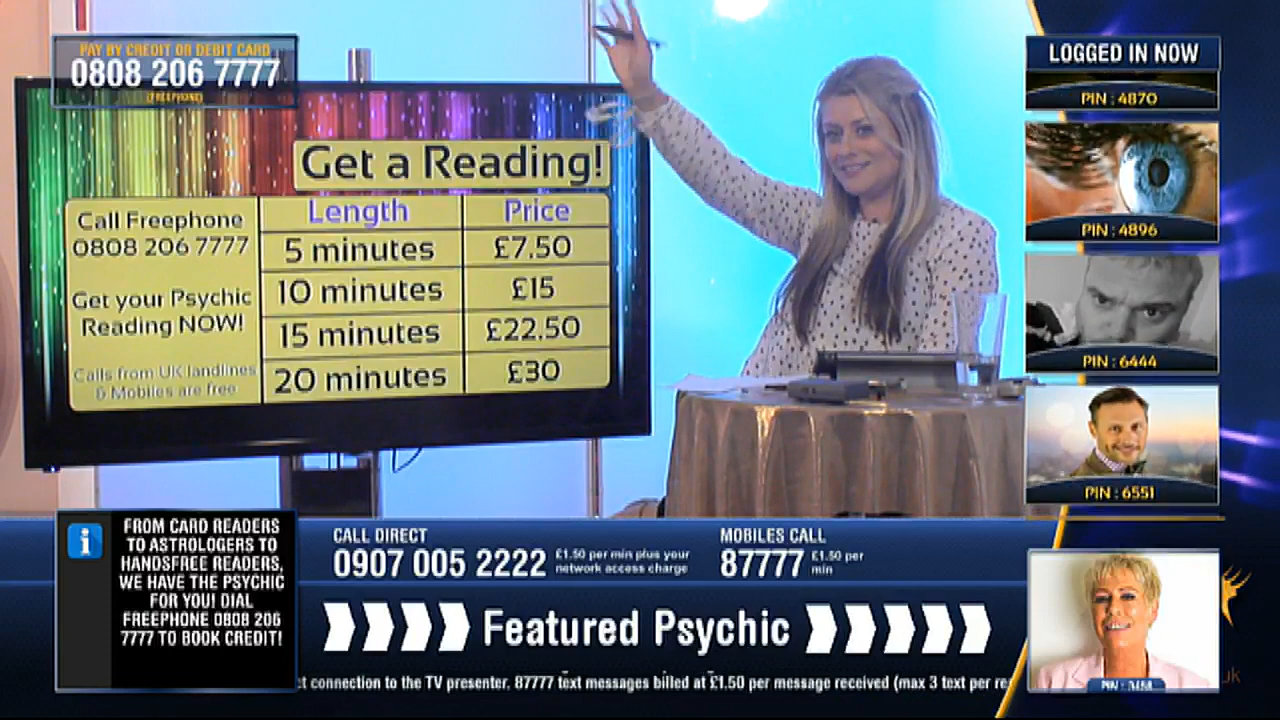 PAY BY CREDIT OR DEBIT CARD
0808 206 7777
(FREEPHONE)
Get a Reading!
Call Freephone
0808 206 7777
Get your Psychic
Reading NOW!
Calls from UK landlines
& Mobiles are free
Length Price
5 minutes £7.50
10 minutes £15
15 minutes £22.50
20 minutes £30
LOGGED IN NOW
PIN : 4870
PIN : 4896
PIN : 6444
PIN : 6551
FROM CARD READERS
TO ASTROLOGERS TO
HANDSFREE READERS,
WE HAVE THE PSYCHIC
FOR YOU! DIAL
FREEPHONE 0808 206
7777 TO BOOK CREDIT!
CALL DIRECT
0907 005 2222
£1.50 per min plus your
network access charge
MOBILES CALL
87777
£1.50 per
min
Featured Psychic
ct connection to the TV presenter. 87777 text messages billed at £1.50 per message received (max 3 text per
PIN :
uk